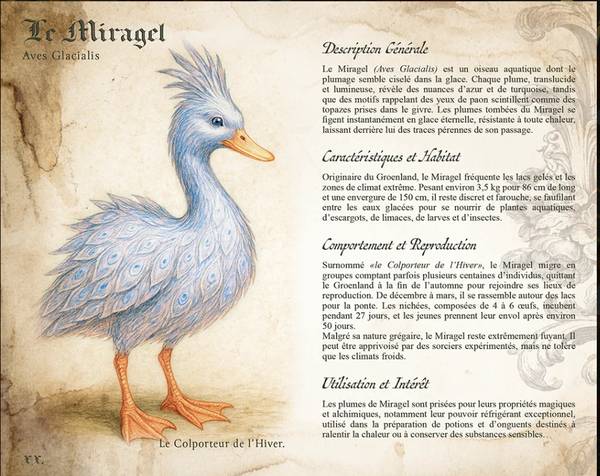 Le Miragel
Aves Glacialis
Description Générale
Le Miragel (Aves Glacialis) est un oiseau aquatique dont le
plumage semble ciselé dans la glace. Chaque plume, translucide
et lumineuse, révèle des nuances d'azur et de turquoise, tandis
que des motifs rappelant des yeux de paon scintillent comme des
topazes prises dans le givre. Les plumes tombées du Miragel se
figent instantanément en glace éternelle, résistante à toute chaleur,
laissant derrière lui des traces pérennes de son passage.
Caractéristiques et Habitat
Originaire du Groenland, le Miragel fréquente les lacs gelés et les
zones de climat extrême. Pesant environ 3,5 kg pour 86 cm de long
et une envergure de 150 cm, il reste discret et farouche, se faufilant
entre les eaux glacées pour se nourrir de plantes aquatiques,
d'escargots, de limaces, de larves et d'insectes.
Comportement et Reproduction
Surnommé «le Colporteur de l'Hiver», le Miragel migre en
groupes comptant parfois plusieurs centaines d'individus, quittant
le Groenland à la fin de l'automne pour rejoindre ses lieux de
reproduction. De décembre à mars, il se rassemble autour des lacs
pour la ponte. Les nichées, composées de 4 à 6 œufs, incubent
pendant 27 jours, et les jeunes prennent leur envol après environ
50 jours.
Malgré sa nature grégaire, le Miragel reste extrêmement fuyant. Il
peut être apprivoisé par des sorciers expérimentés, mais ne tolère
que les climats froids.
Utilisation et Intérêt
Les plumes de Miragel sont prisées pour leurs propriétés magiques
et alchimiques, notamment leur pouvoir réfrigérant exceptionnel,
utilisé dans la préparation de potions et d'onguents destinés à
ralentir la chaleur ou à conserver des substances sensibles.
Le Colporteur de l'Hiver.